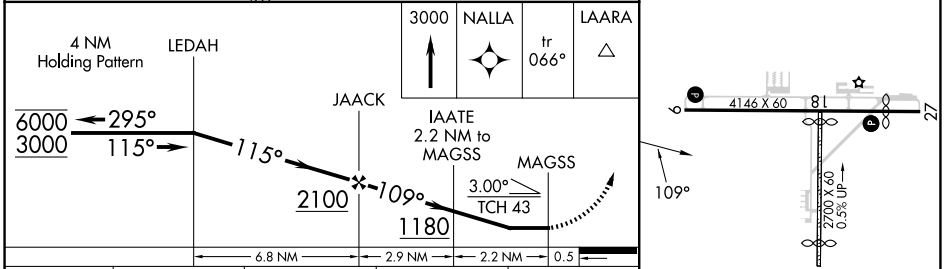 4 NM
Holding Pattern
LEDAH
3000
NALLA
tr
066°
LAARA
JAACK
IAATE
2.2 NM to
MAGSS
MAGSS
6000
3000
295°
115°
115°
109°
2100
1180
3.00°
TCH 43
6.8 NM
2.9 NM
2.2 NM
0.5
109°
9
P
4146 X 60
18
P
27
2700 X 60
0.5% UP